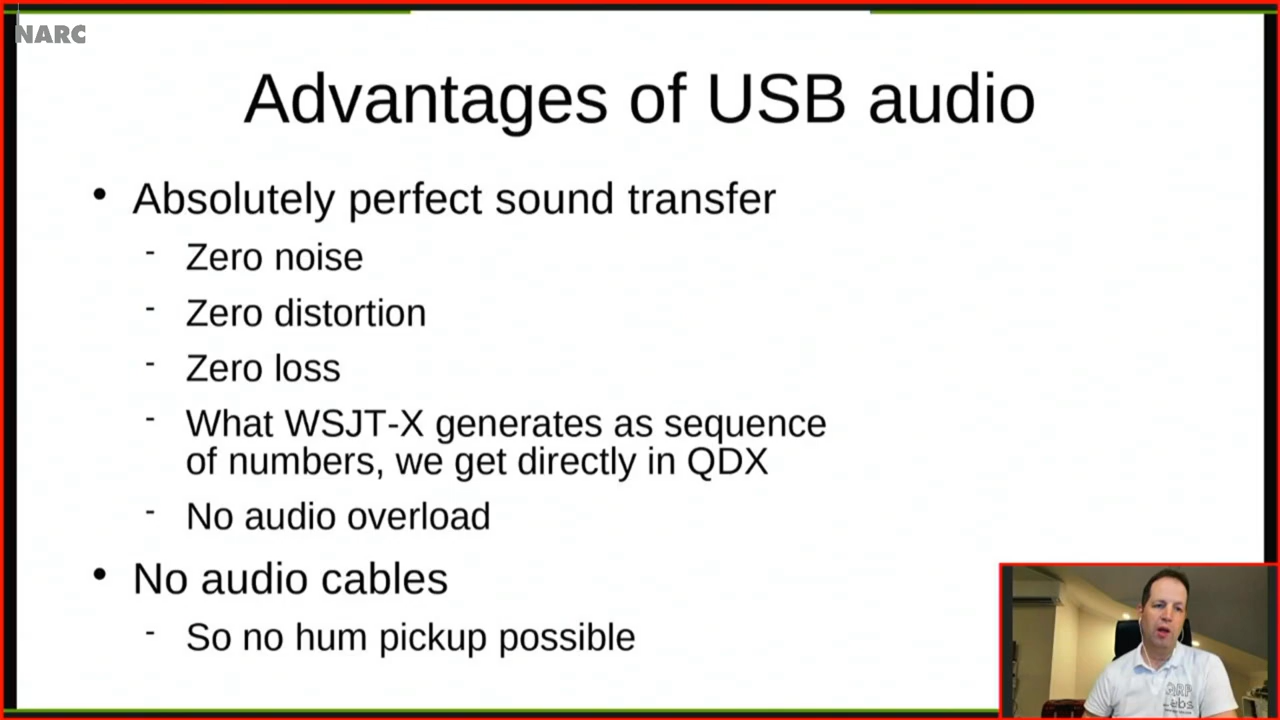 NARC
Advantages of USB audio
• Absolutely perfect sound transfer
- Zero noise
- Zero distortion
- Zero loss
- What WSJT-X generates as sequence
of numbers, we get directly in QDX
- No audio overload
• No audio cables
- So no hum pickup possible
QRP
Labs